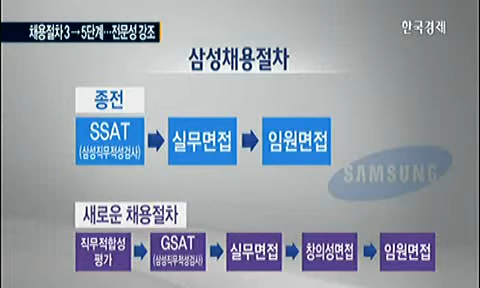 채용절차 3→5단계…전문성 강조
한국경제
삼성채용절차
종전
SSAT
(삼성직무적성검사)
실무면접
임원면접
SAMSUNG
새로운 채용절차
직무적합성
평가
GSAT
(삼성직무적성검사)
실무면접
창의성면접
임원면접